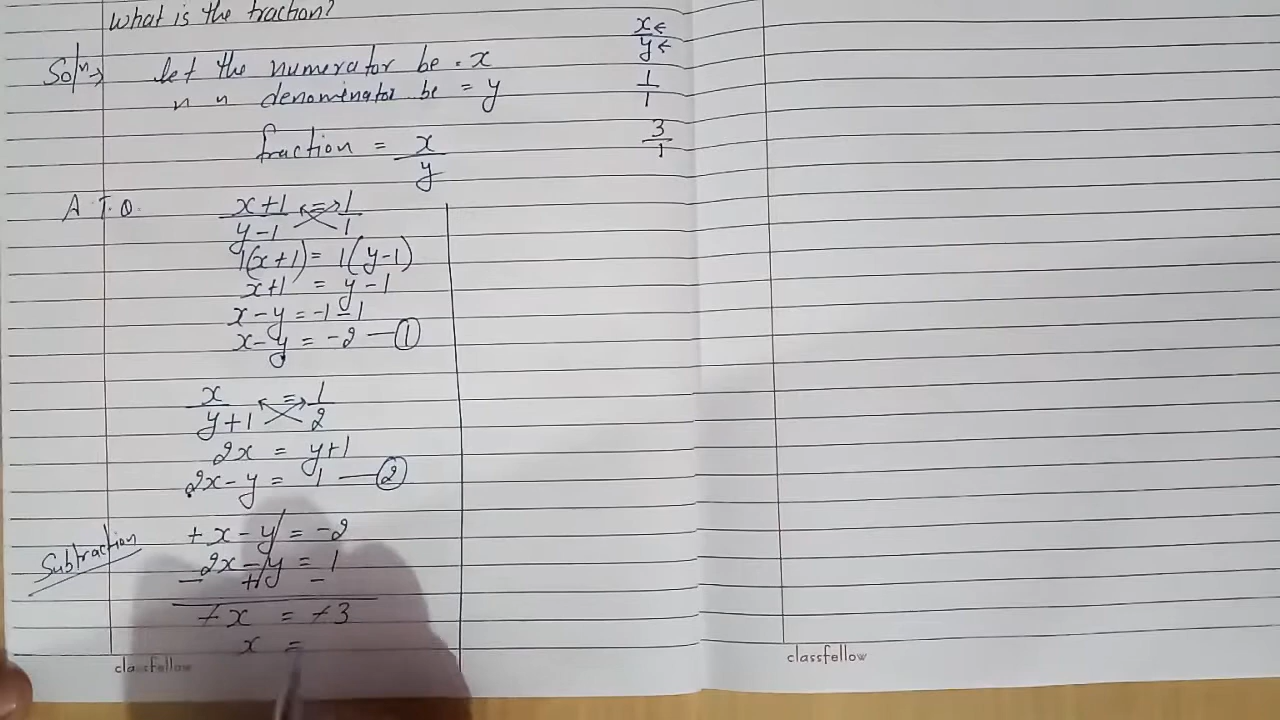 What is the fraction?
Solⁿ→ let the numerator be . x
" " denominator be = y
fraction = x/y
A.T.Q.
x+1/y-1 = 1/1
1(x+1) = 1(y-1)
x+1 = y-1
x-y = -1-1
x-y = -2 — ①
x/y+1 = 1/2
2x = y+1
2x-y = 1 — ②
Subtraction
+x-y = -2
2x-y = 1
- + -
-x = -3
x =
classfellow
x/y
1/1
3/1
classfellow